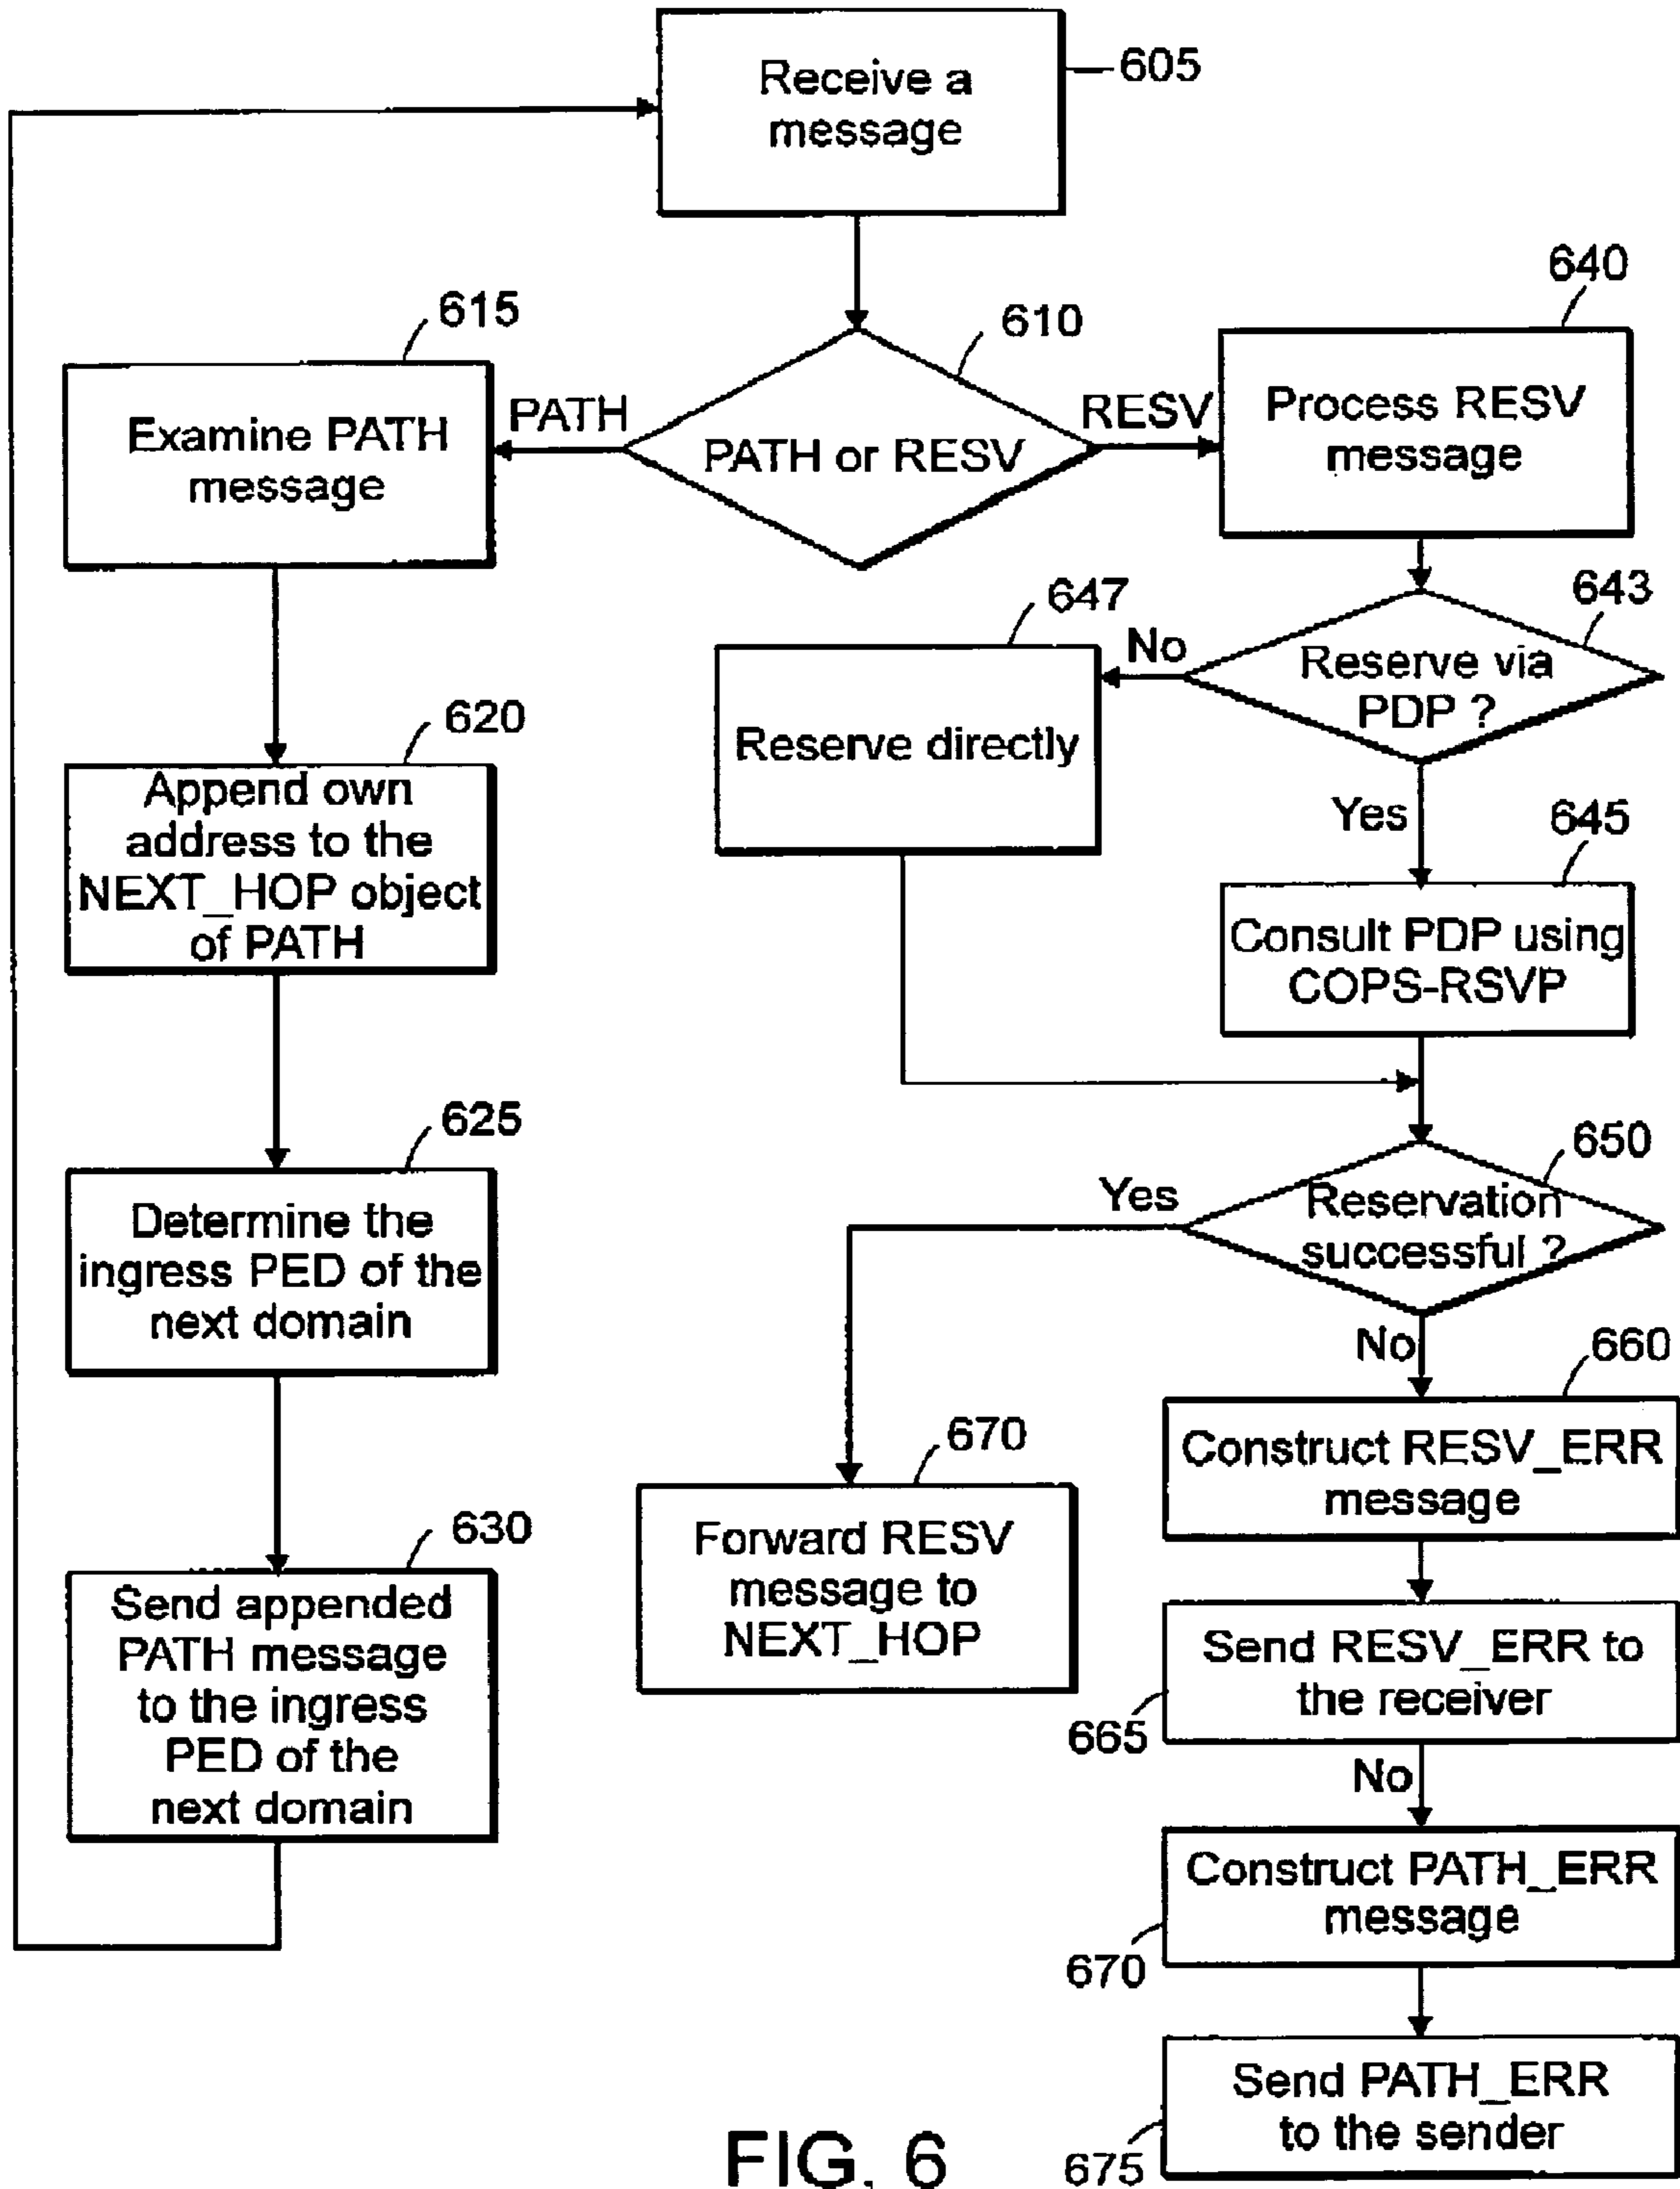 Receive a
message
605
610
PATH or RESV
PATH
RESV
615
Examine PATH
message
620
Append own
address to the
NEXT_HOP object
of PATH
625
Determine the
ingress PED of the
next domain
630
Send appended
PATH message
to the ingress
PED of the
next domain
640
Process RESV
message
643
Reserve via
PDP ?
No
647
Reserve directly
Yes
645
Consult PDP using
COPS-RSVP
650
Reservation
successful ?
Yes
670
Forward RESV
message to
NEXT_HOP
No
660
Construct RESV_ERR
message
Send RESV_ERR to
the receiver
665
No
Construct PATH_ERR
message
670
Send PATH_ERR
to the sender
675
FIG. 6